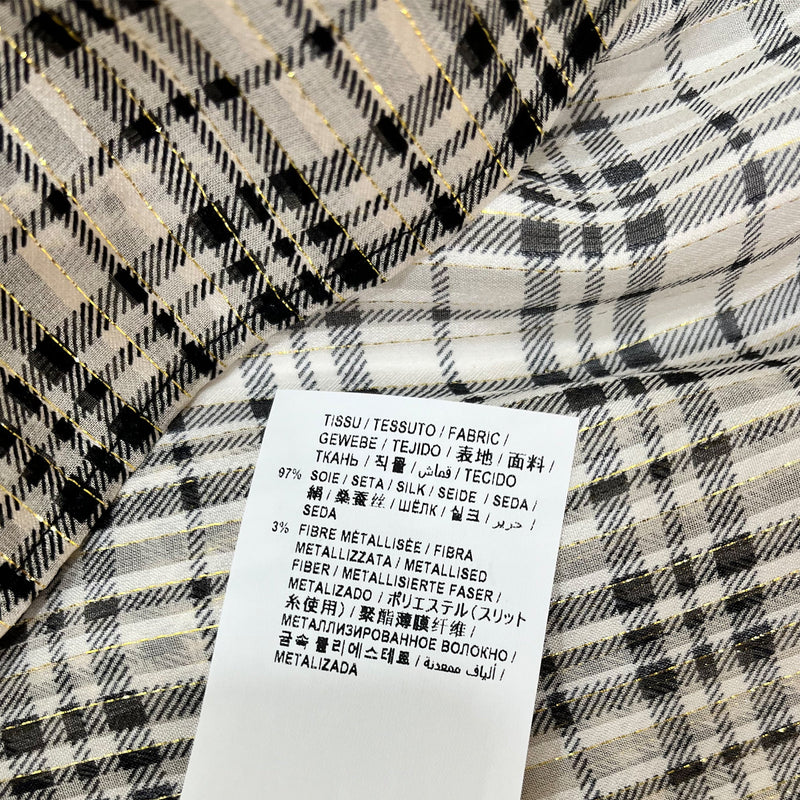 TISSU / TESSUTO / FABRIC /
GEWEBE / TEJIDO / 表地 / 面料 /
ТКАНЬ / 직물 / قماش / TECIDO
97% SOIE / SETA / SILK / SEIDE / SEDA /
絹 / 桑蚕丝 / ШЁЛК / 실크 / حرير /
SEDA
3% FIBRE MÉTALLISÉE / FIBRA
METALLIZZATA / METALLISED
FIBER / METALLISIERTE FASER /
METALIZADO / ポリエステル(スリット
糸使用) / 聚酯薄膜纤维 /
МЕТАЛЛИЗИРОВАННОЕ ВОЛОКНО /
금속 폴리에스테르 / ألياف ممعدنة /
METALIZADA